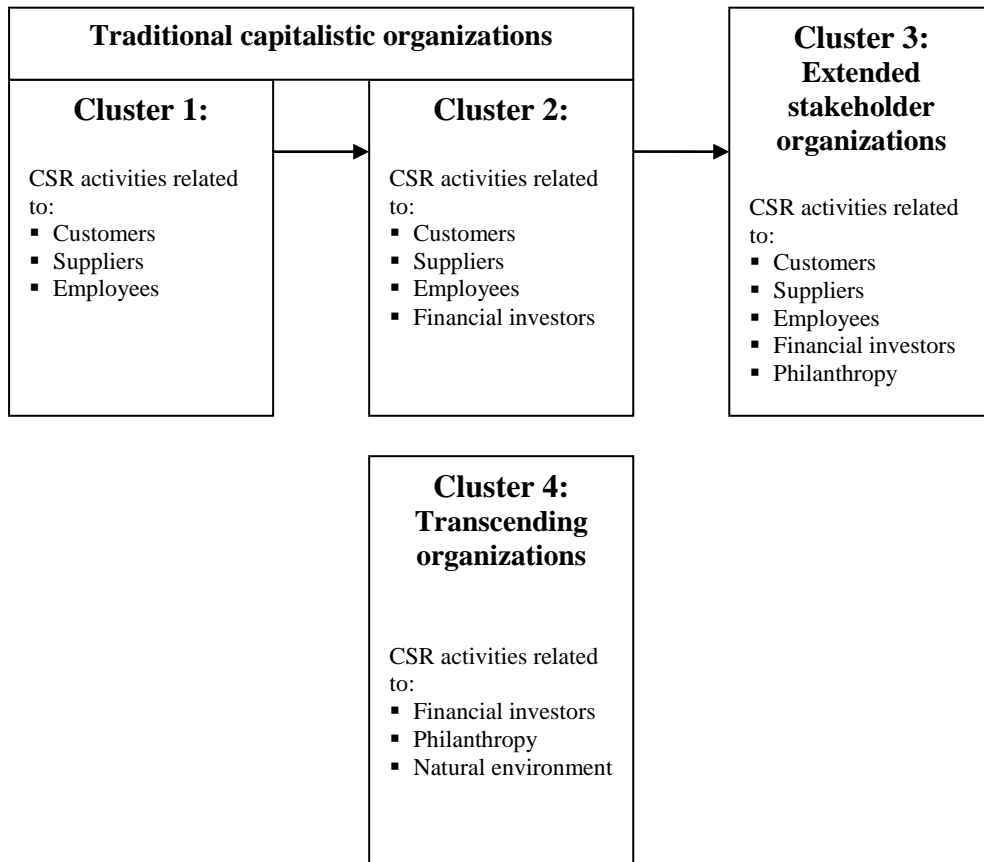 Traditional capitalistic organizations
Cluster 1:
CSR activities related
to:
▪ Customers
▪ Suppliers
▪ Employees
Cluster 2:
CSR activities related
to:
▪ Customers
▪ Suppliers
▪ Employees
▪ Financial investors
Cluster 3:
Extended
stakeholder
organizations
CSR activities related
to:
▪ Customers
▪ Suppliers
▪ Employees
▪ Financial investors
▪ Philanthropy
Cluster 4:
Transcending
organizations
CSR activities related
to:
▪ Financial investors
▪ Philanthropy
▪ Natural environment